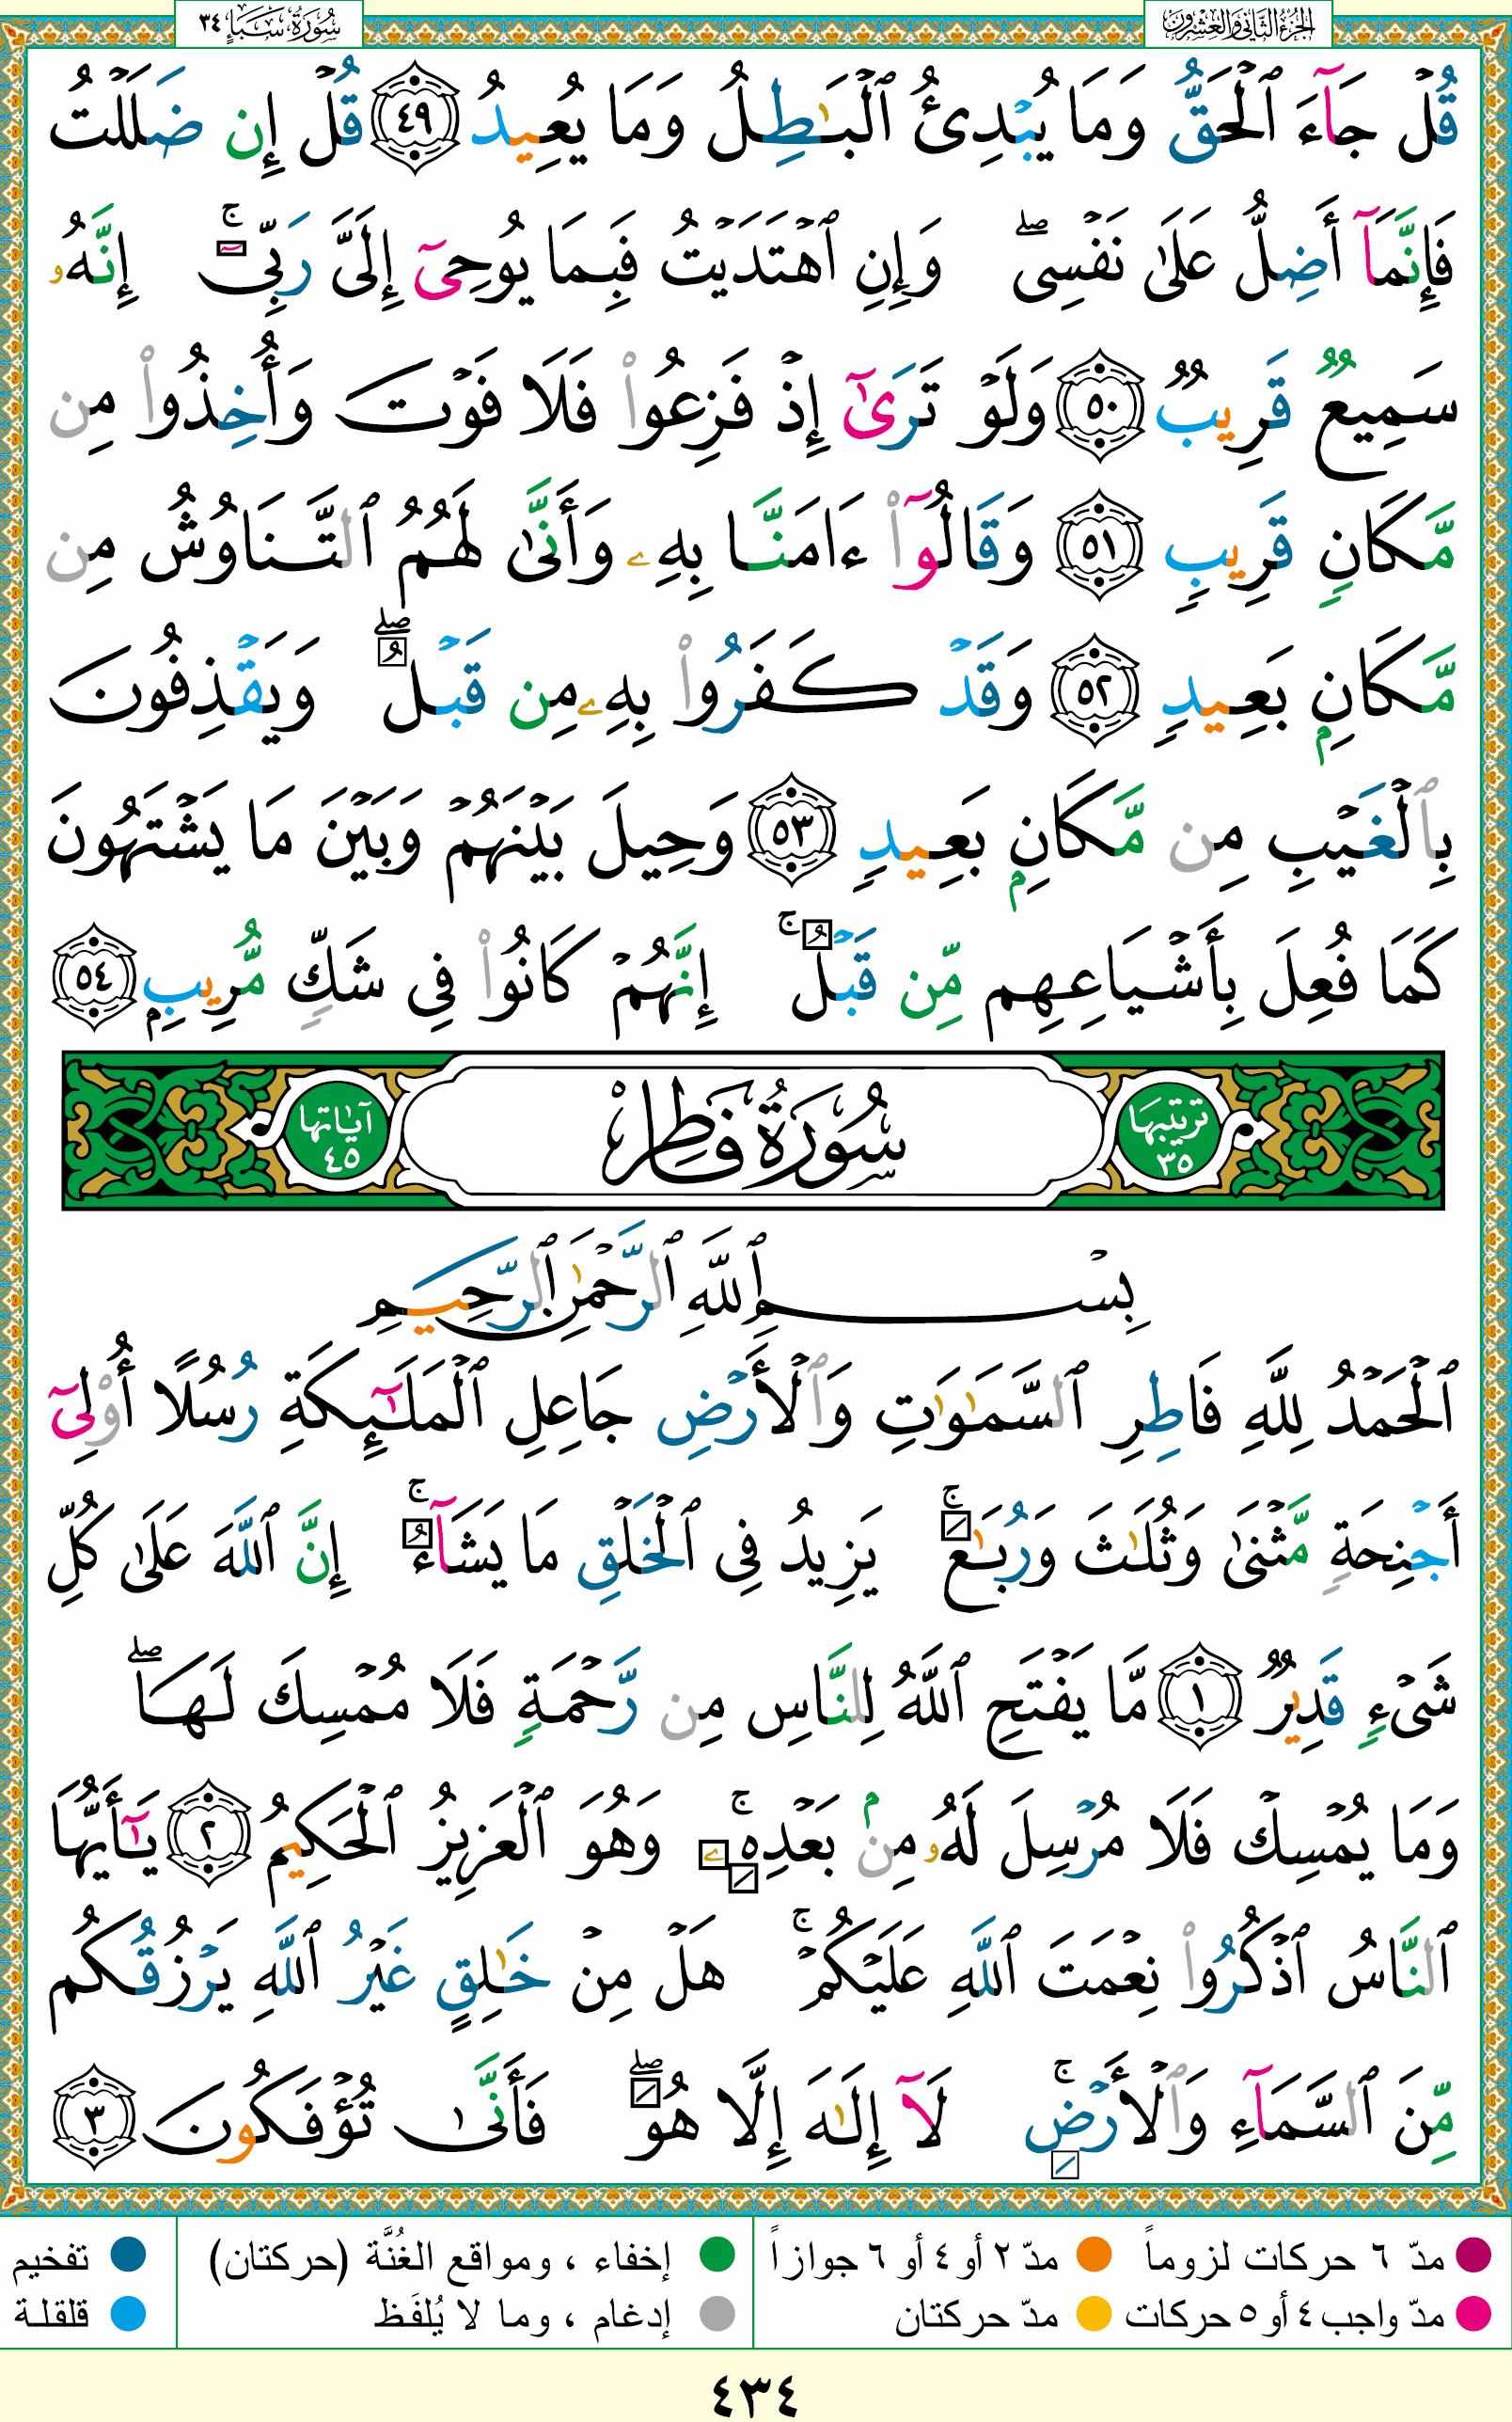 الجزء الثاني والعشرون
سُورَةُ سَبَإٍ ٣٤
قُلۡ جَآءَ ٱلۡحَقُّ وَمَا يُبۡدِئُ ٱلۡبَـٰطِلُ وَمَا يُعِيدُ ٤٩ قُلۡ إِن ضَلَلۡتُ
فَإِنَّمَآ أَضِلُّ عَلَىٰ نَفۡسِىۖ وَإِنِ ٱهۡتَدَيۡتُ فَبِمَا يُوحِىٓ إِلَىَّ رَبِّىٓۚ إِنَّهُۥ
سَمِيعٌ قَرِيبٌ ٥٠ وَلَوۡ تَرَىٰٓ إِذۡ فَزِعُواْ فَلَا فَوۡتَ وَأُخِذُواْ مِن
مَّكَانٍ قَرِيبٍ ٥١ وَقَالُوٓاْ ءَامَنَّا بِهِۦ وَأَنَّىٰ لَهُمُ ٱلتَّنَاوُشُ مِن
مَّكَانِۭ بَعِيدٍ ٥٢ وَقَدۡ كَفَرُواْ بِهِۦ مِن قَبۡلُۖ وَيَقۡذِفُونَ
بِٱلۡغَيۡبِ مِن مَّكَانِۭ بَعِيدٍ ٥٣ وَحِيلَ بَيۡنَهُمۡ وَبَيۡنَ مَا يَشۡتَهُونَ
كَمَا فُعِلَ بِأَشۡيَاعِهِم مِّن قَبۡلُۚ إِنَّهُمۡ كَانُواْ فِى شَكٍّ مُّرِيبِۭ ٥٤
ترتيبها ٣٥ سُورَةُ فَاطِرٍ آياتها ٤٥
بِسۡمِ ٱللَّهِ ٱلرَّحۡمَـٰنِ ٱلرَّحِيمِ
ٱلۡحَمۡدُ لِلَّهِ فَاطِرِ ٱلسَّمَـٰوَٰتِ وَٱلۡأَرۡضِ جَاعِلِ ٱلۡمَلَـٰٓئِكَةِ رُسُلًا أُوْلِىٓ
أَجۡنِحَةٍ مَّثۡنَىٰ وَثُلَـٰثَ وَرُبَـٰعَۚ يَزِيدُ فِى ٱلۡخَلۡقِ مَا يَشَآءُۚ إِنَّ ٱللَّهَ عَلَىٰ كُلِّ
شَىۡءٍ قَدِيرٌ ١ مَّا يَفۡتَحِ ٱللَّهُ لِلنَّاسِ مِن رَّحۡمَةٍ فَلَا مُمۡسِكَ لَهَاۖ
وَمَا يُمۡسِكۡ فَلَا مُرۡسِلَ لَهُۥ مِنۢ بَعۡدِهِۦۚ وَهُوَ ٱلۡعَزِيزُ ٱلۡحَكِيمُ ٢ يَـٰٓأَيُّهَا
ٱلنَّاسُ ٱذۡكُرُواْ نِعۡمَتَ ٱللَّهِ عَلَيۡكُمۡۚ هَلۡ مِنۡ خَـٰلِقٍ غَيۡرُ ٱللَّهِ يَرۡزُقُكُم
مِّنَ ٱلسَّمَآءِ وَٱلۡأَرۡضِۚ لَآ إِلَـٰهَ إِلَّا هُوَۖ فَأَنَّىٰ تُؤۡفَكُونَ ٣
مدّ ٦ حركات لزوماً مدّ ٢ أو ٤ أو ٦ جوازاً إخفاء ، ومواقع الغُنَّة (حركتان) تفخيم
مدّ واجب ٤ أو ٥ حركات مدّ حركتان إدغام ، وما لا يُلفَظ قلقلة
٤٣٤